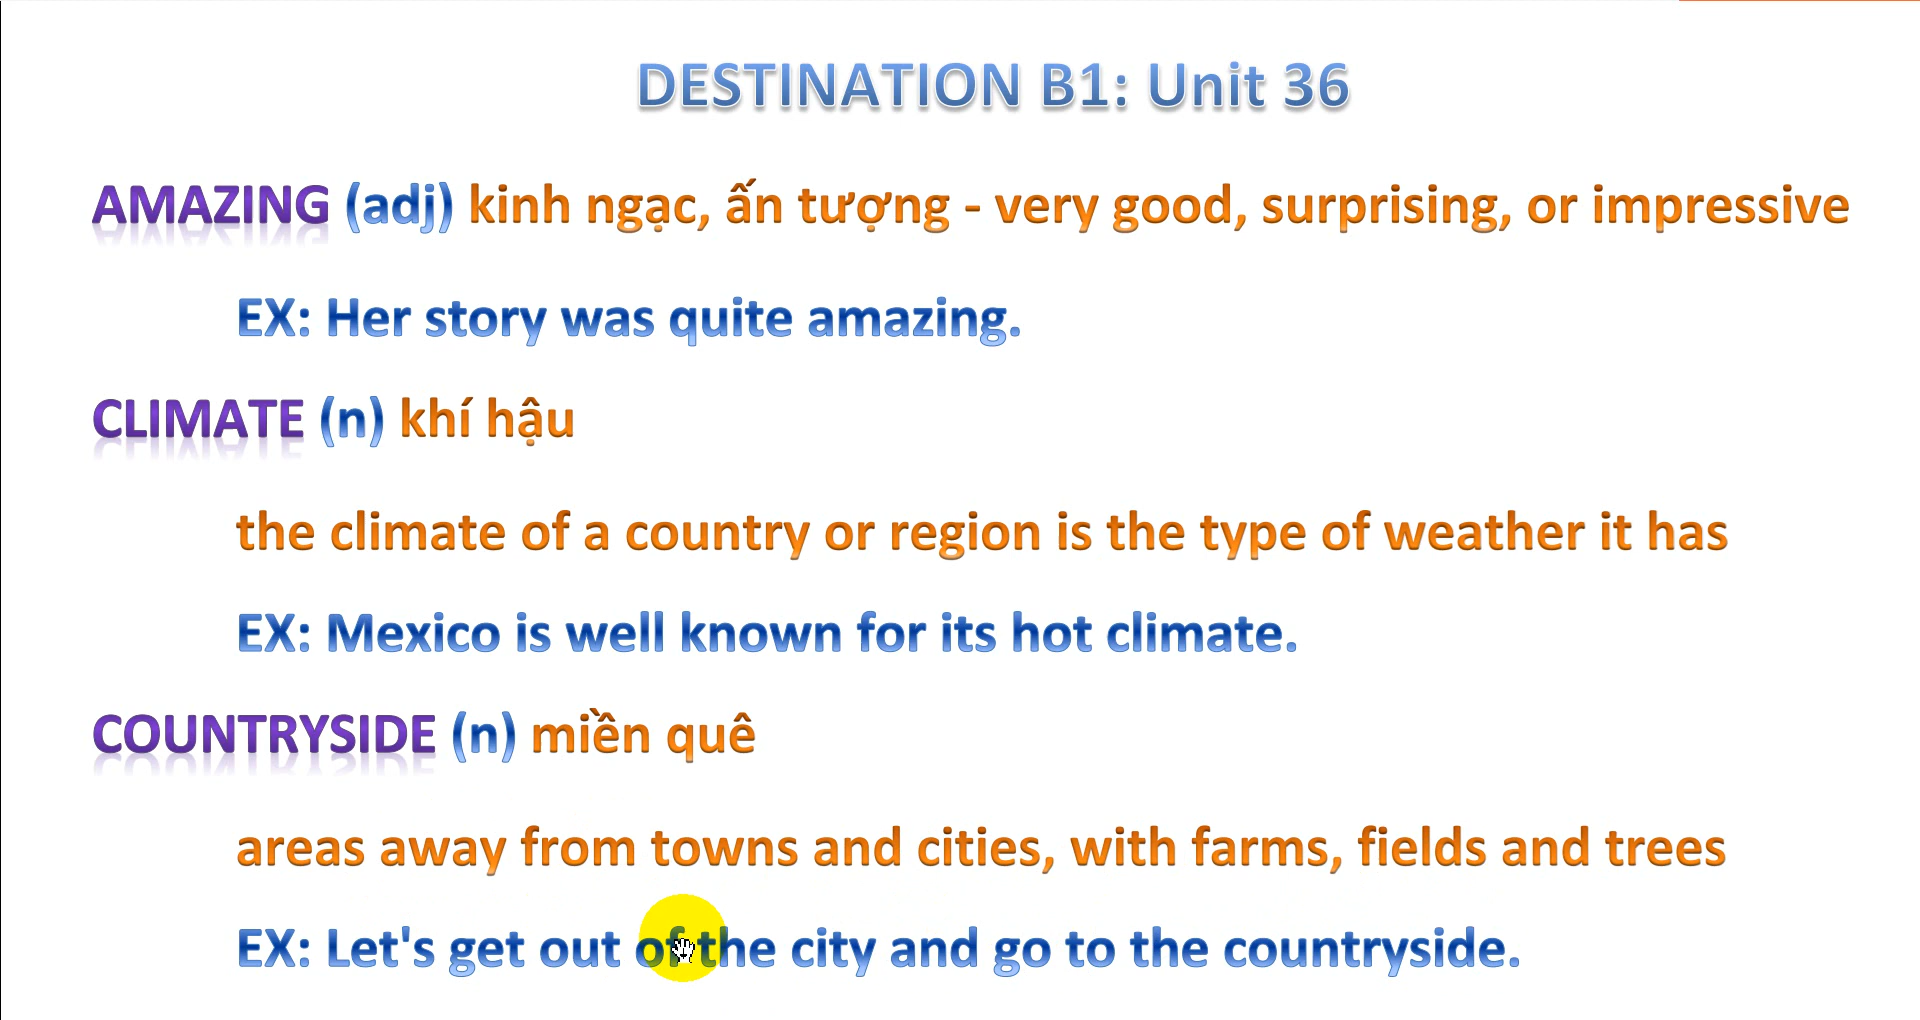 DESTINATION B1: Unit 36
AMAZING (adj) kinh ngạc, ấn tượng - very good, surprising, or impressive
EX: Her story was quite amazing.
CLIMATE (n) khí hậu
the climate of a country or region is the type of weather it has
EX: Mexico is well known for its hot climate.
COUNTRYSIDE (n) miền quê
areas away from towns and cities, with farms, fields and trees
EX: Let's get out of the city and go to the countryside.